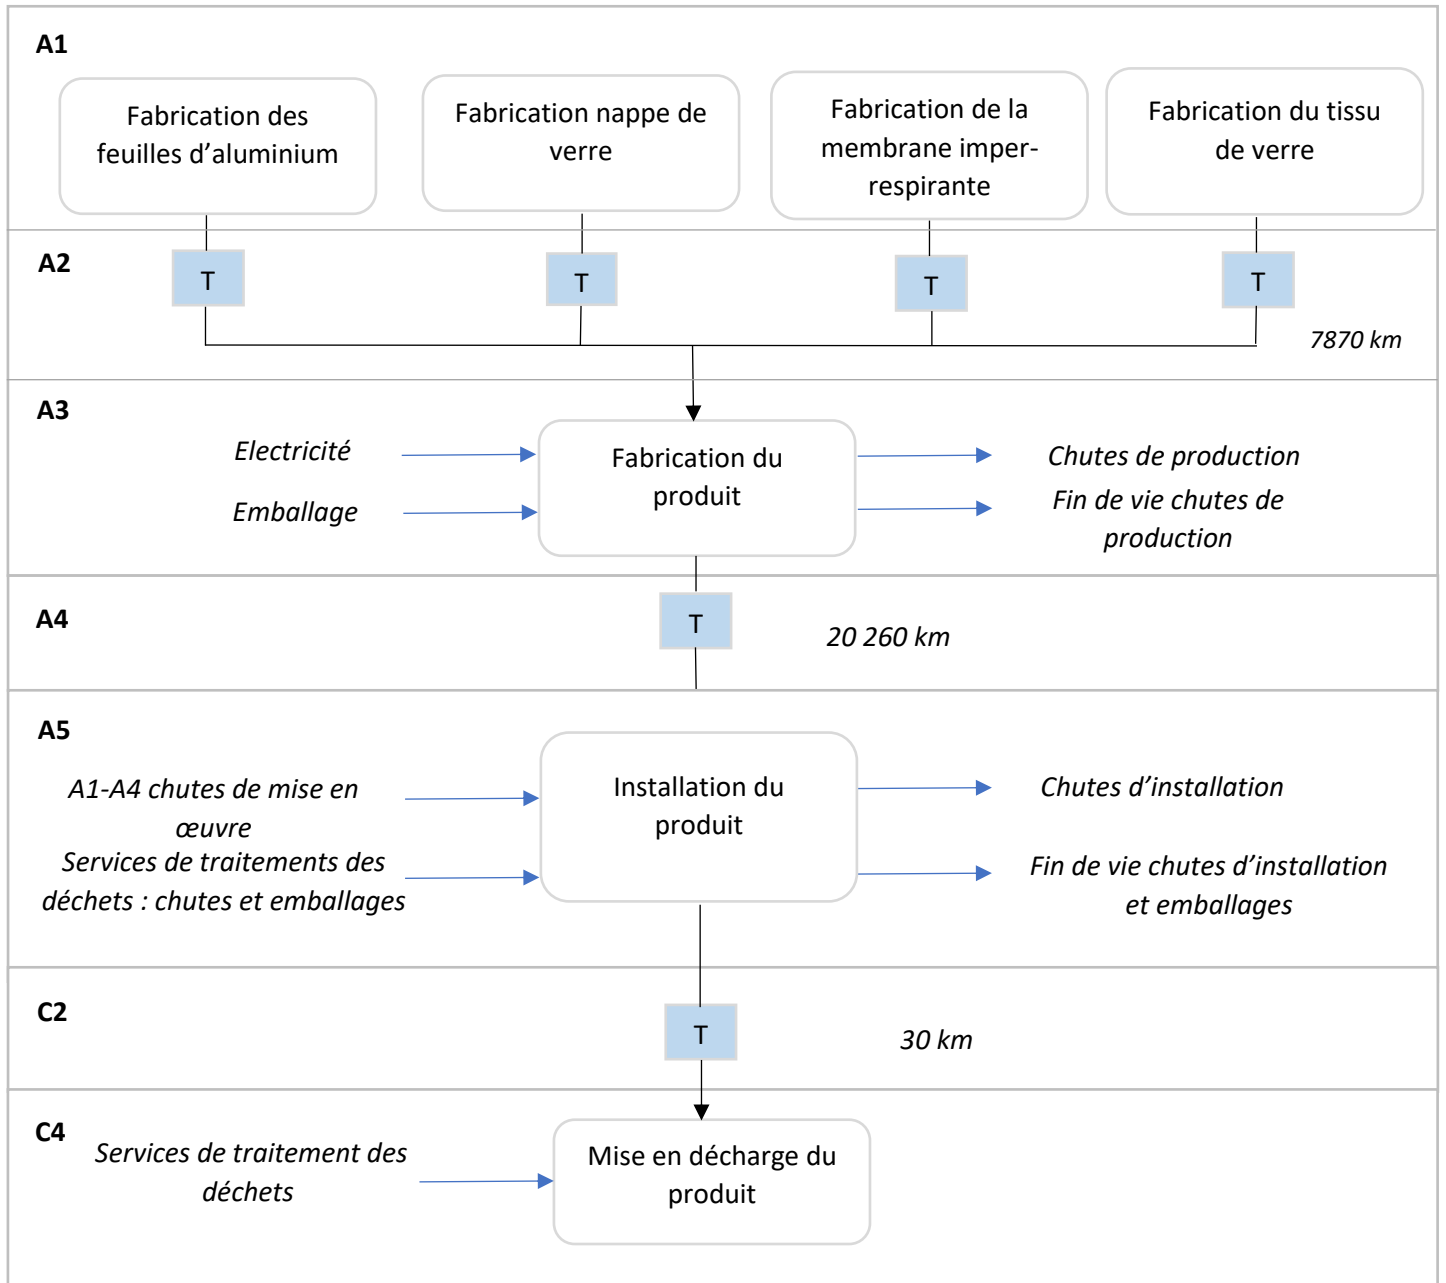 A1
Fabrication des
feuilles d'aluminium
Fabrication nappe de
verre
Fabrication de la
membrane imper-
respirante
Fabrication du tissu
de verre
A2
T
T
T
T
7870 km
A3
Electricité
Emballage
Fabrication du
produit
Chutes de production
Fin de vie chutes de
production
A4
T
20 260 km
A5
A1-A4 chutes de mise en
œuvre
Services de traitements des
déchets : chutes et emballages
Installation du
produit
Chutes d'installation
Fin de vie chutes d'installation
et emballages
C2
T
30 km
C4
Services de traitement des
déchets
Mise en décharge du
produit